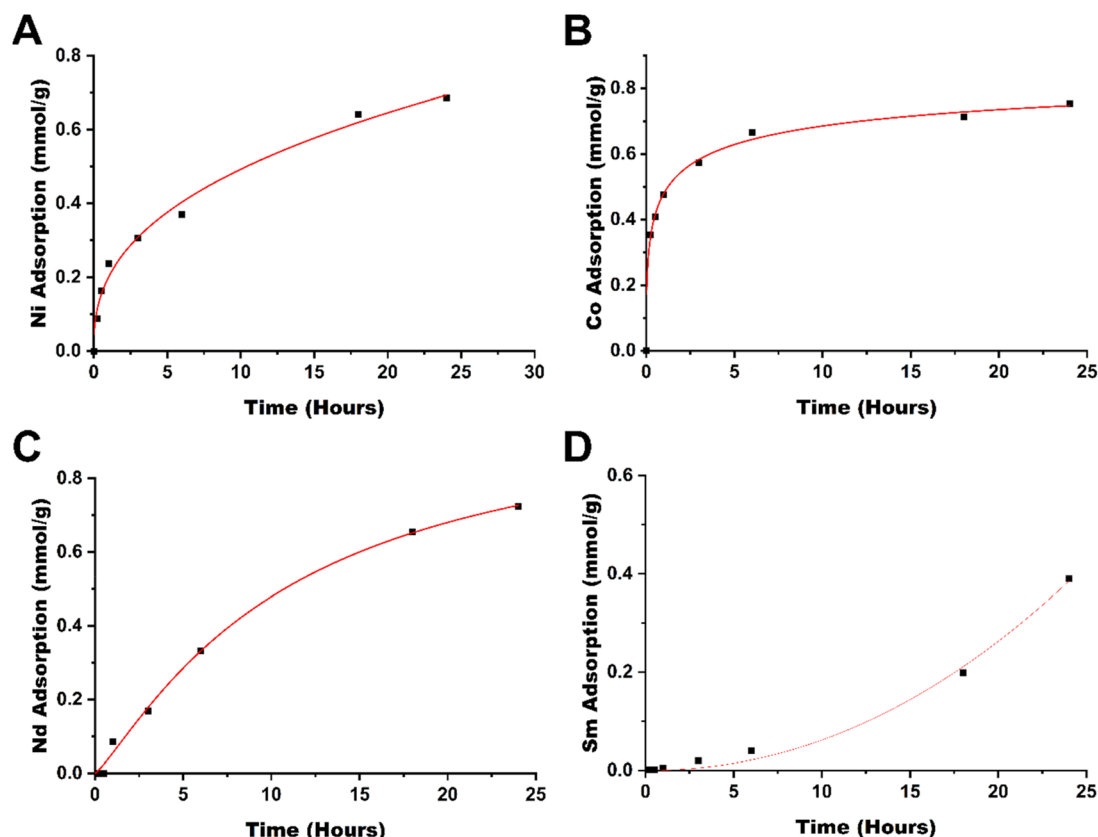 A
Ni Adsorption (mmol/g)
0.8
0.6
0.4
0.2
0.0
0 5 10 15 20 25 30
Time (Hours)
B
Co Adsorption (mmol/g)
0.8
0.6
0.4
0.2
0.0
0 5 10 15 20 25
Time (Hours)
C
Nd Adsorption (mmol/g)
0.8
0.6
0.4
0.2
0.0
0 5 10 15 20 25
Time (Hours)
D
Sm Adsorption (mmol/g)
0.6
0.4
0.2
0.0
0 5 10 15 20 25
Time (Hours)